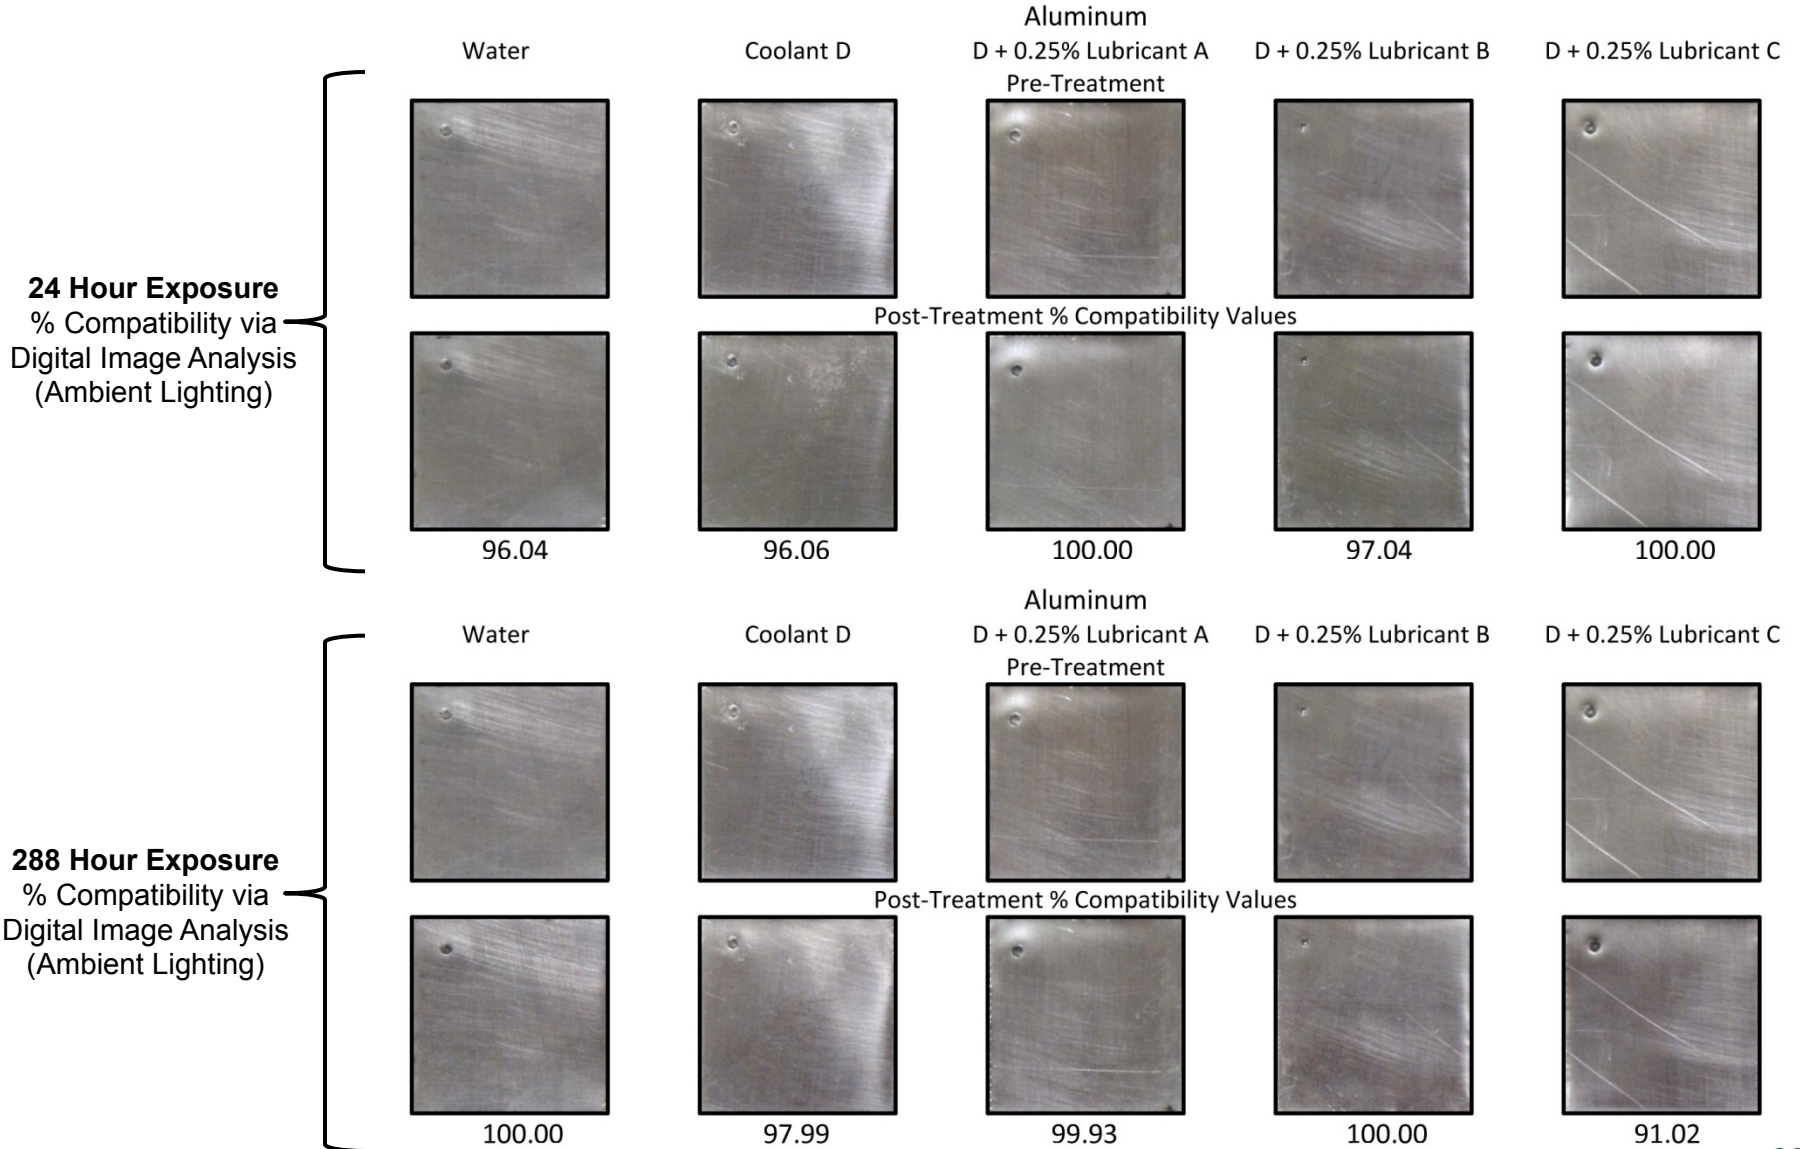 Aluminum
Water Coolant D D + 0.25% Lubricant A D + 0.25% Lubricant B D + 0.25% Lubricant C
Pre-Treatment
24 Hour Exposure
% Compatibility via
Digital Image Analysis
(Ambient Lighting)
Post-Treatment % Compatibility Values
96.04 96.06 100.00 97.04 100.00
Aluminum
Water Coolant D D + 0.25% Lubricant A D + 0.25% Lubricant B D + 0.25% Lubricant C
Pre-Treatment
288 Hour Exposure
% Compatibility via
Digital Image Analysis
(Ambient Lighting)
Post-Treatment % Compatibility Values
100.00 97.99 99.93 100.00 91.02